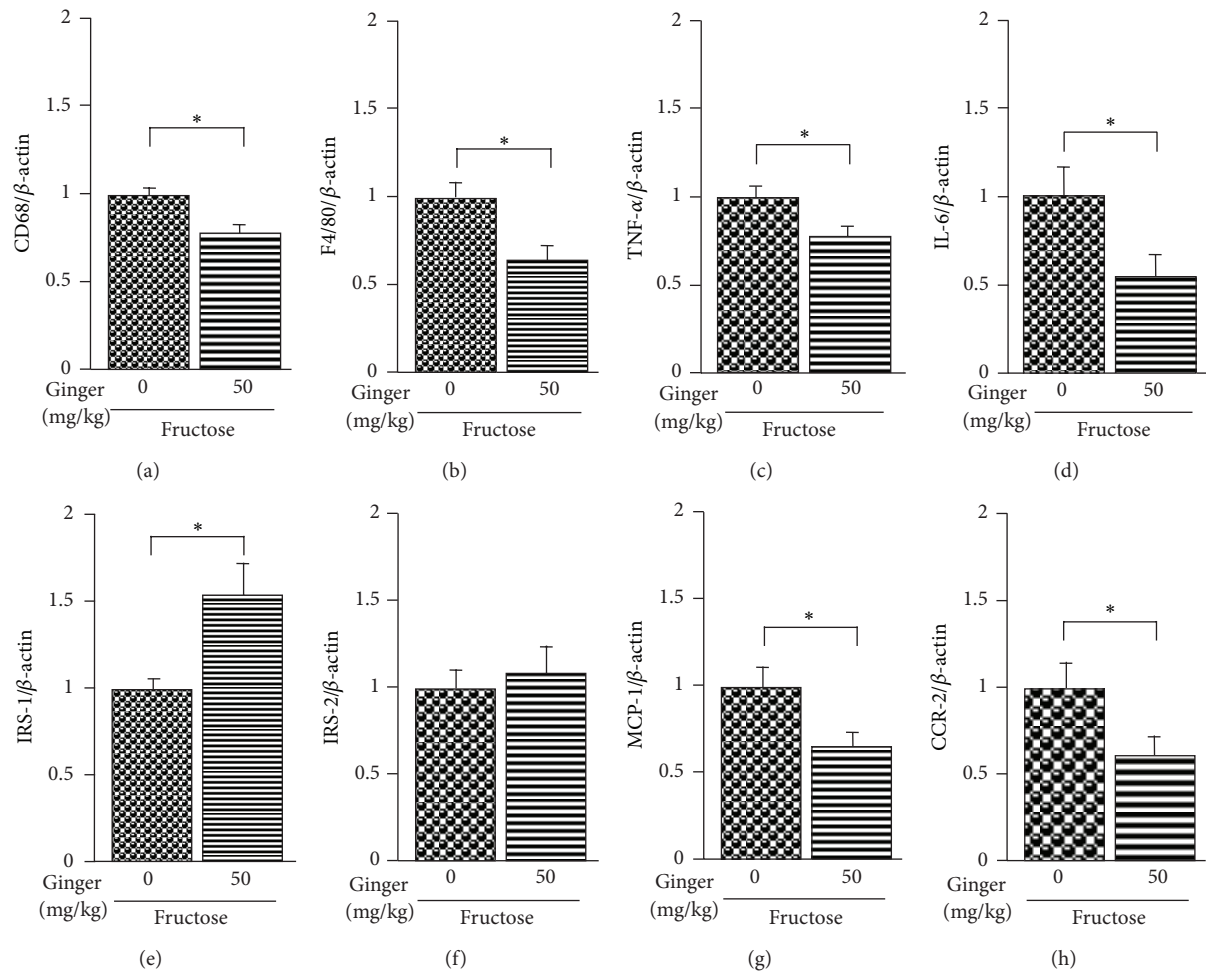 2
1.5
1
0.5
0
CD68/β-actin
*
Ginger
(mg/kg)
0
50
Fructose
(a)
2
1.5
1
0.5
0
F4/80/β-actin
*
0
50
Fructose
(b)
2
1.5
1
0.5
0
TNF-α/β-actin
*
Ginger
(mg/kg)
0
50
Fructose
(c)
2
1.5
1
0.5
0
IL-6/β-actin
*
Ginger
(mg/kg)
0
50
Fructose
(d)
2
1.5
1
0.5
0
IRS-1/β-actin
*
Ginger
(mg/kg)
0
50
Fructose
(e)
2
1.5
1
0.5
0
IRS-2/β-actin
0
50
Fructose
(f)
2
1.5
1
0.5
0
MCP-1/β-actin
*
Ginger
(mg/kg)
0
50
Fructose
(g)
2
1.5
1
0.5
0
CCR-2/β-actin
*
Ginger
(mg/kg)
0
50
Fructose
(h)